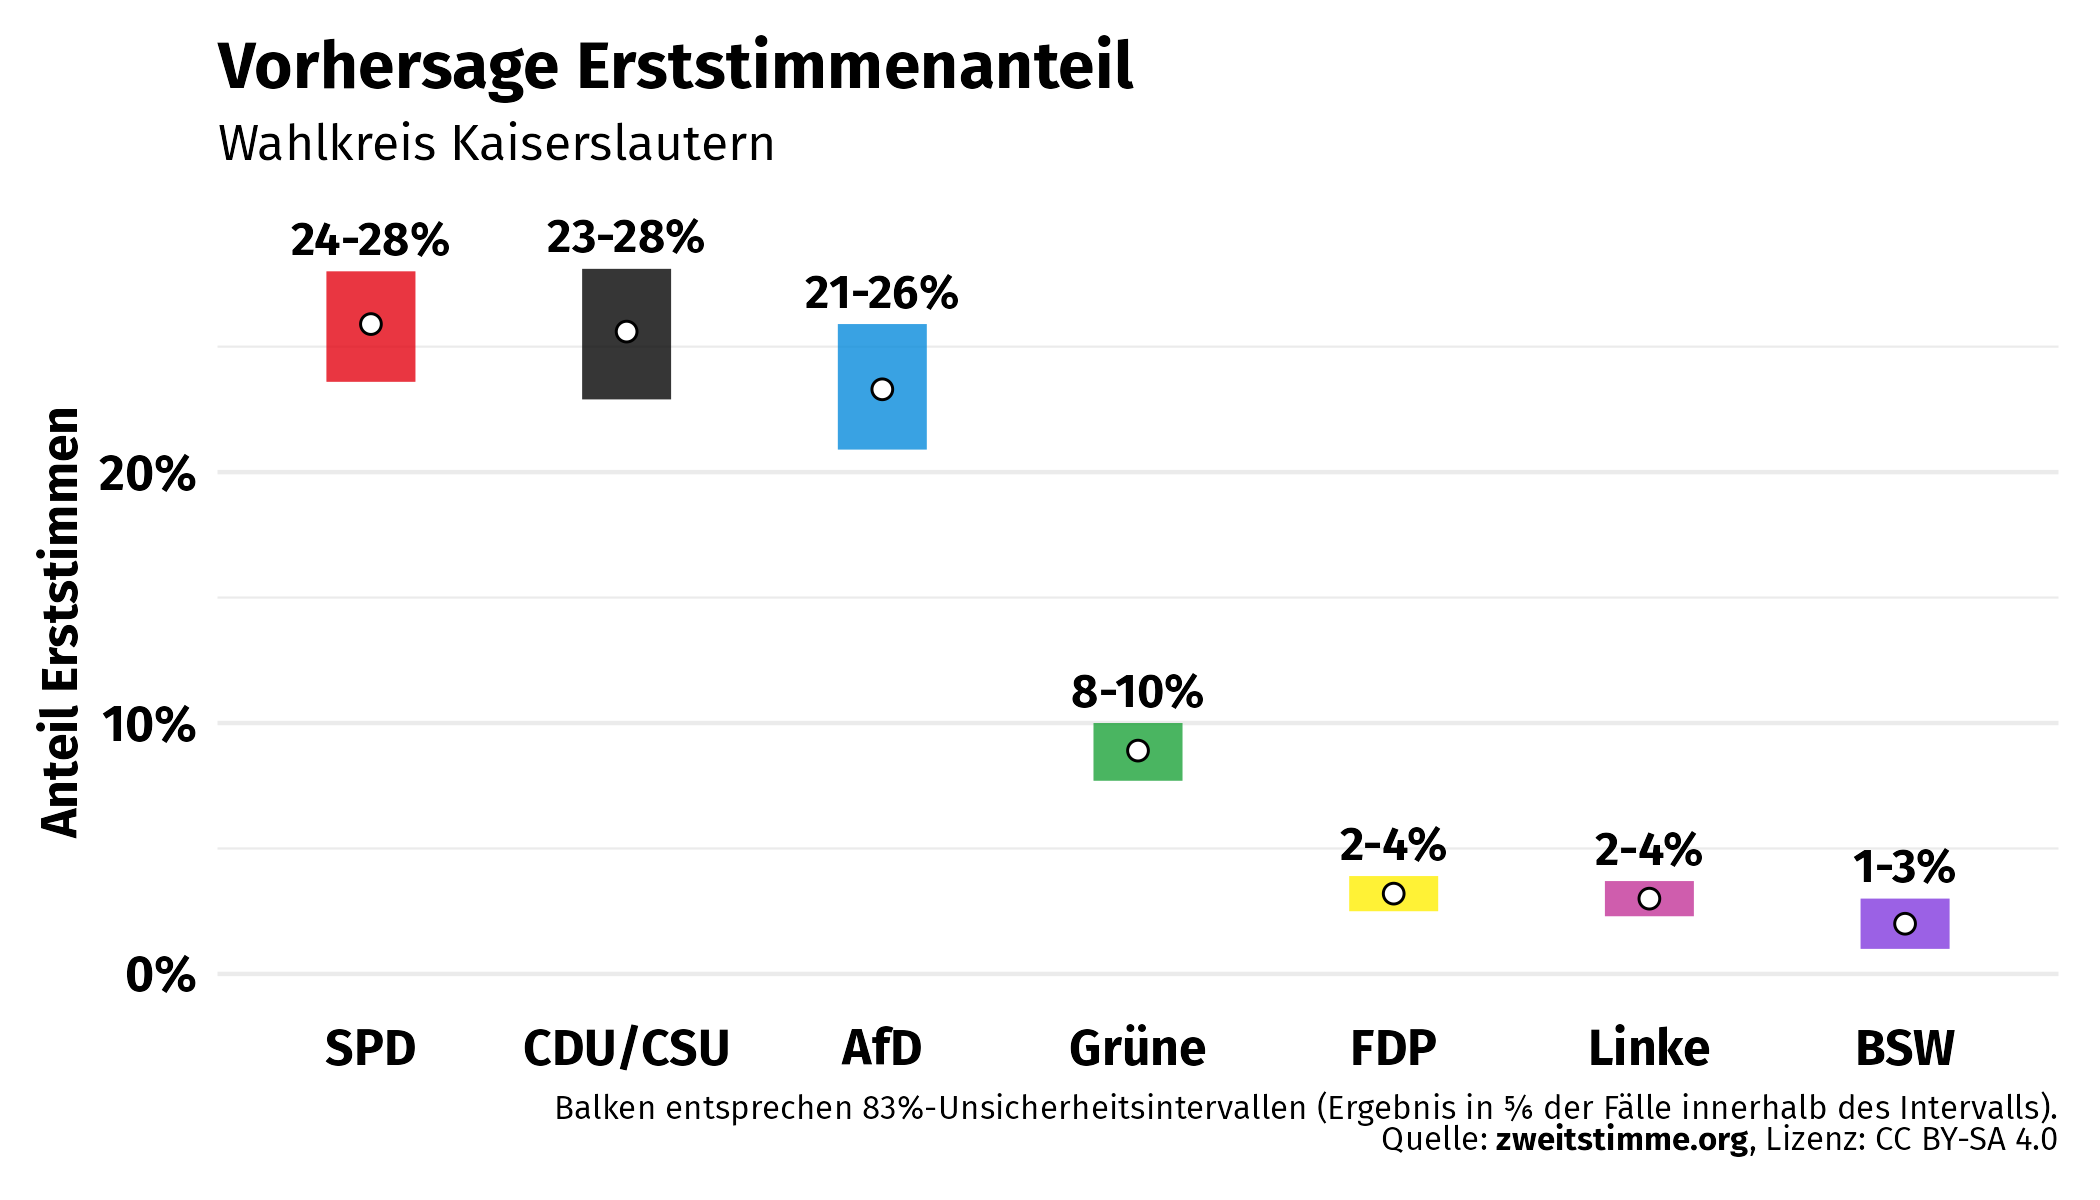 Vorhersage Erststimmenanteil
Wahlkreis Kaiserslautern
24-28%
23-28%
21-26%
8-10%
2-4%
2-4%
1-3%
Anteil Erststimmen
20%
10%
0%
SPD
CDU/CSU
AfD
Grüne
FDP
Linke
BSW
Balken entsprechen 83%-Unsicherheitsintervallen (Ergebnis in ⅚ der Fälle innerhalb des Intervalls).
Quelle: zweitstimme.org, Lizenz: CC BY-SA 4.0